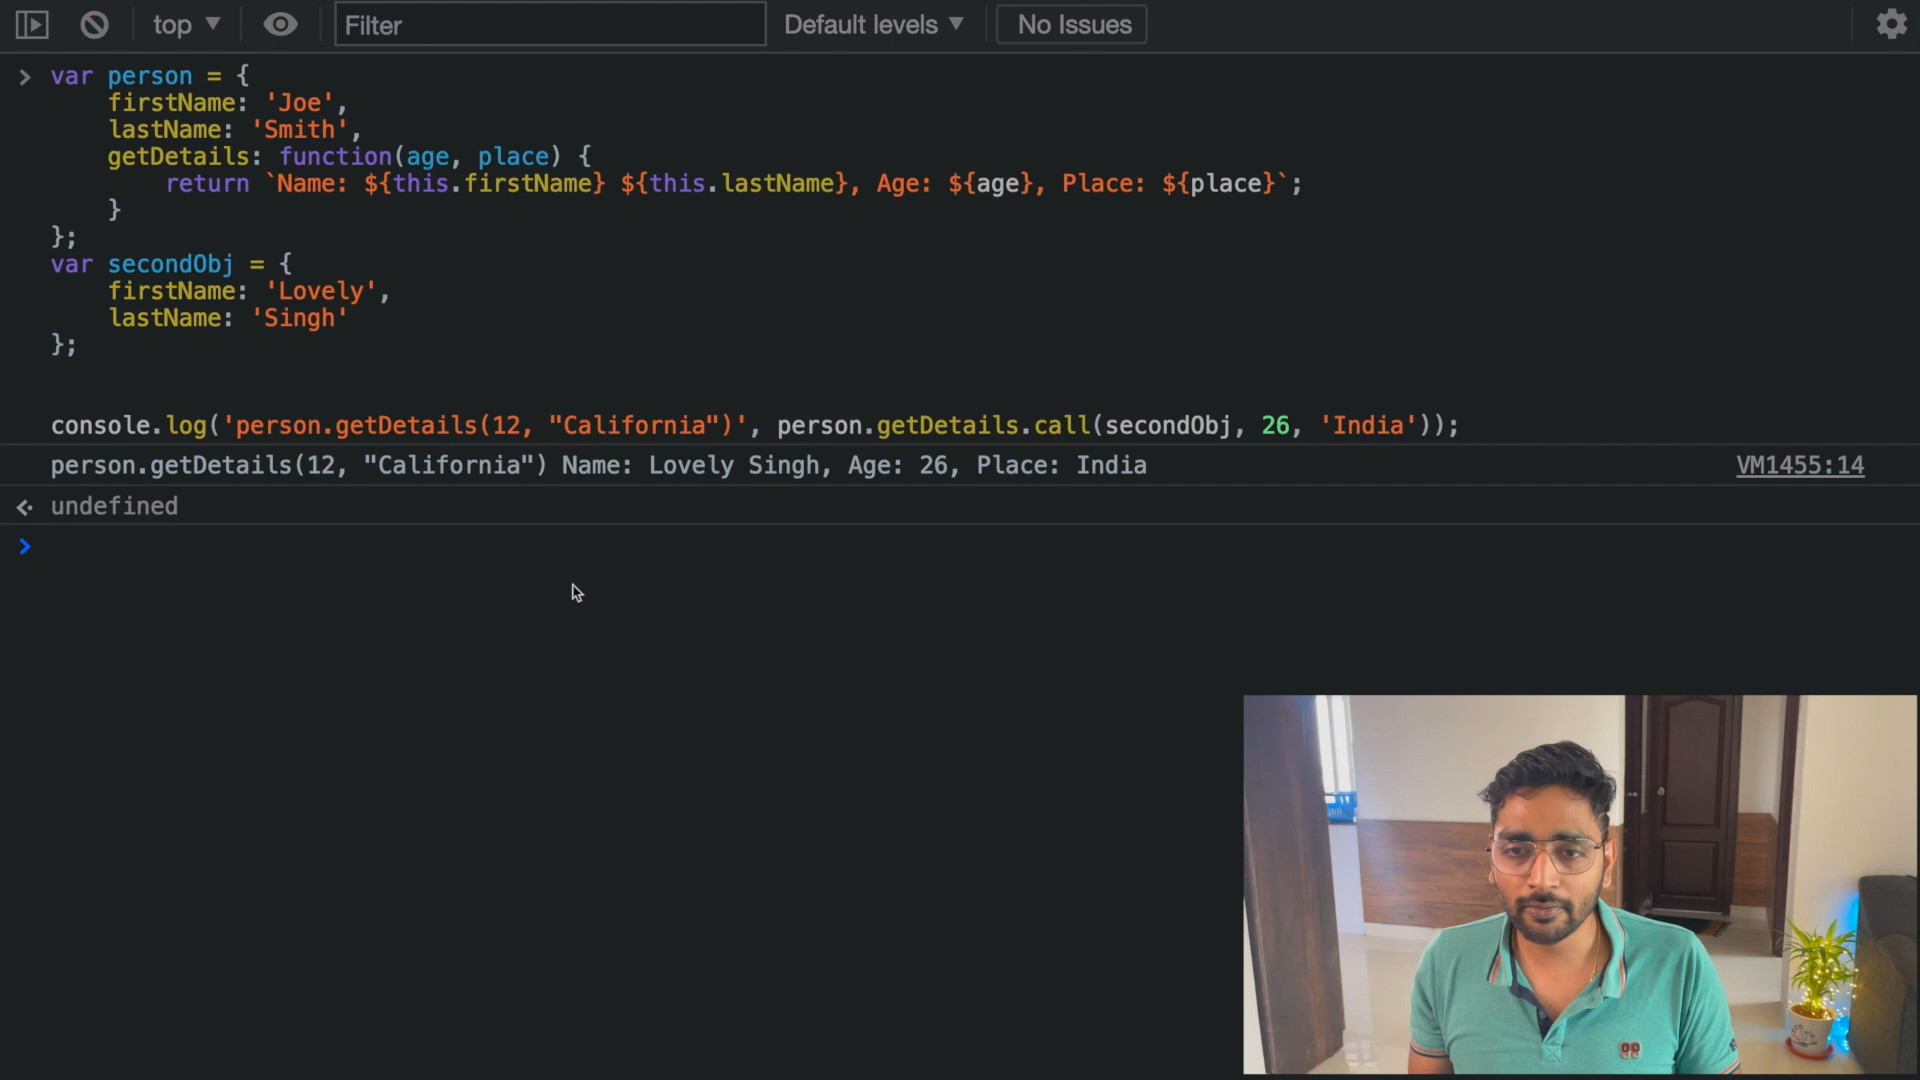 top ▼ Filter Default levels ▼ No Issues
> var person = {
firstName: 'Joe',
lastName: 'Smith',
getDetails: function(age, place) {
return `Name: ${this.firstName} ${this.lastName}, Age: ${age}, Place: ${place}`;
}
};
var secondObj = {
firstName: 'Lovely',
lastName: 'Singh'
};
console.log('person.getDetails(12, "California")', person.getDetails.call(secondObj, 26, 'India'));
person.getDetails(12, "California") Name: Lovely Singh, Age: 26, Place: India VM1455:14
undefined
>